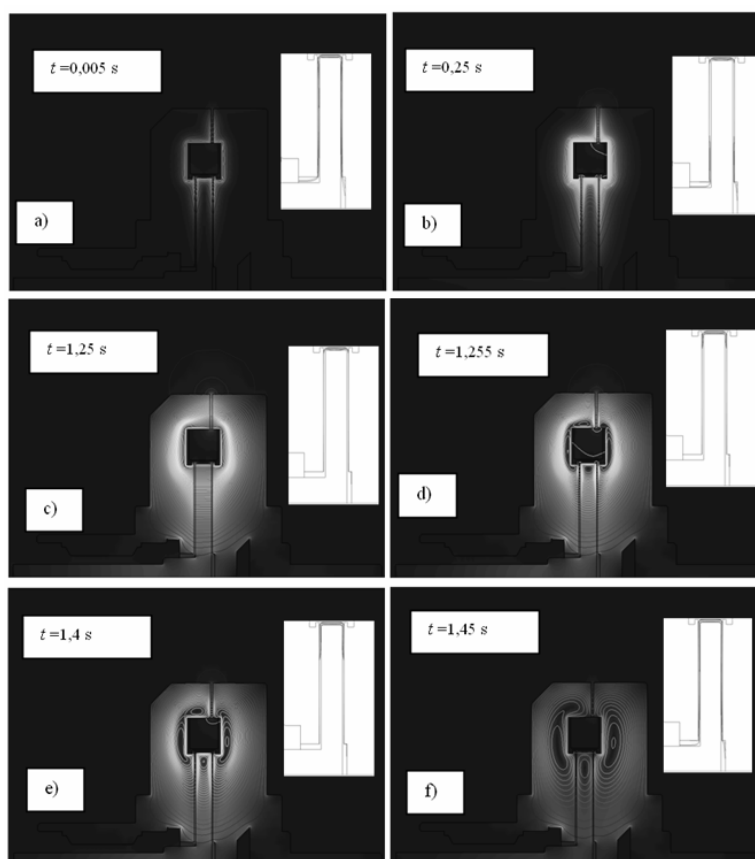 t =0,005 s
t =0,25 s
a)
b)
t =1,25 s
t =1,255 s
c)
d)
t =1,4 s
t =1,45 s
e)
f)